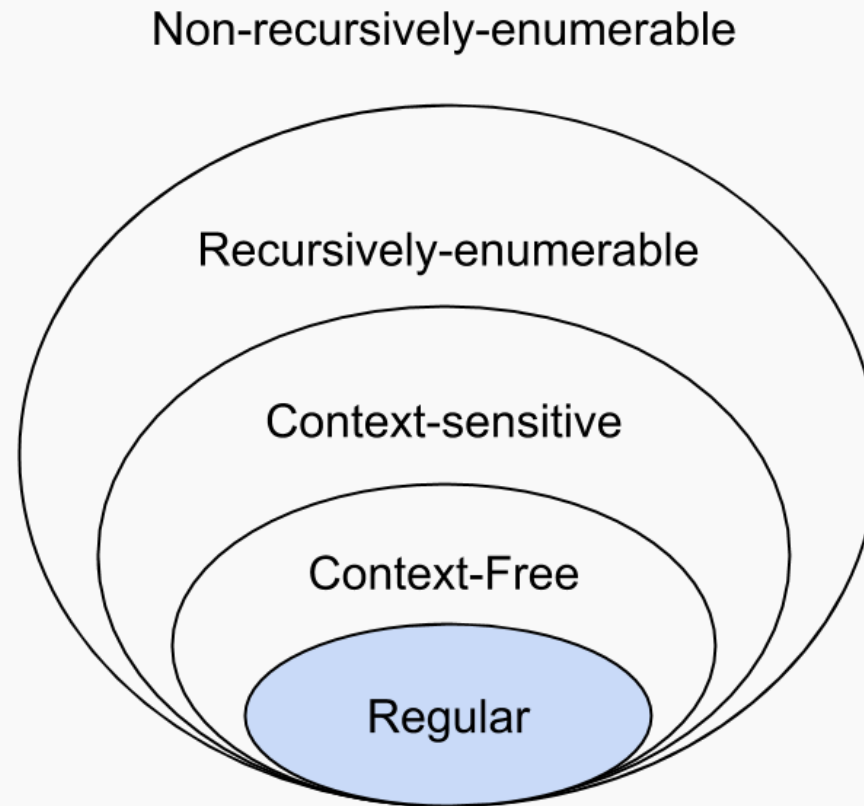 Non-recursively-enumerable
Recursively-enumerable
Context-sensitive
Context-Free
Regular